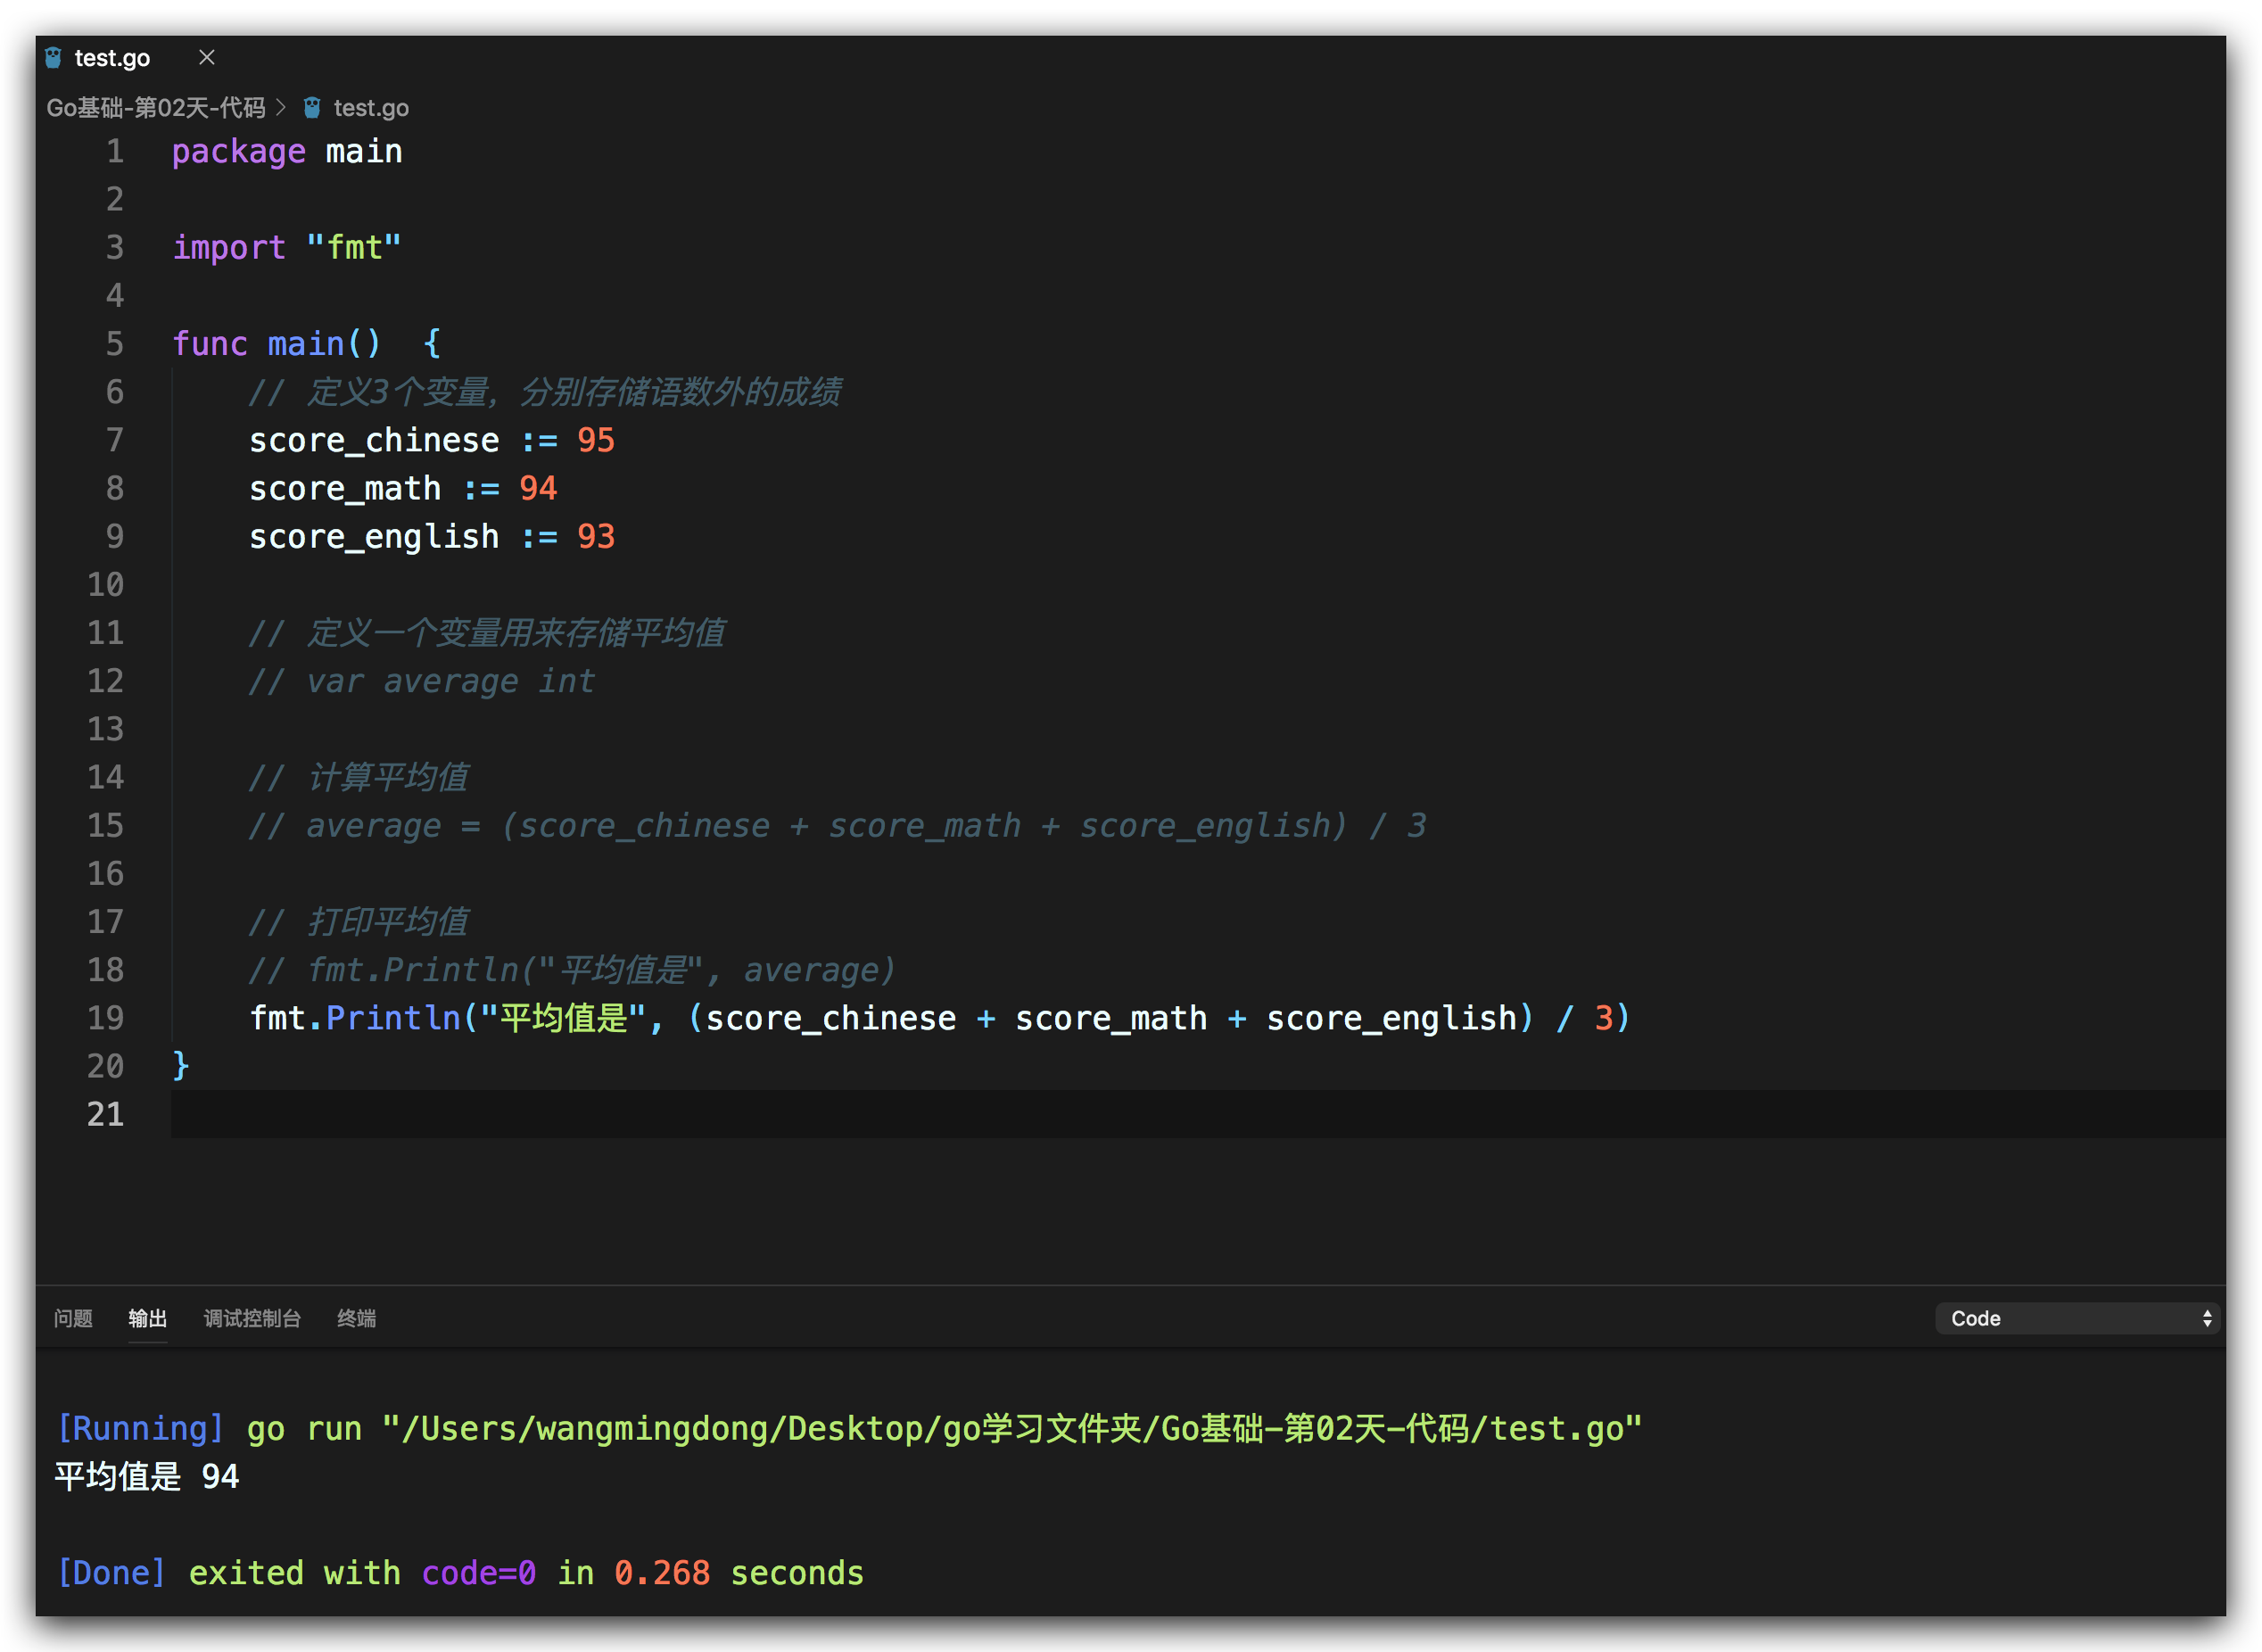 test.go
Go基础-第02天-代码 > test.go
1 package main
2
3 import "fmt"
4
5 func main()  {
6     // 定义3个变量，分别存储语数外的成绩
7     score_chinese := 95
8     score_math := 94
9     score_english := 93
10
11     // 定义一个变量用来存储平均值
12     // var average int
13
14     // 计算平均值
15     // average = (score_chinese + score_math + score_english) / 3
16
17     // 打印平均值
18     // fmt.Println("平均值是", average)
19     fmt.Println("平均值是", (score_chinese + score_math + score_english) / 3)
20 }
21
问题 输出 调试控制台 终端 Code
[Running] go run "/Users/wangmingdong/Desktop/go学习文件夹/Go基础-第02天-代码/test.go"
平均值是 94
[Done] exited with code=0 in 0.268 seconds